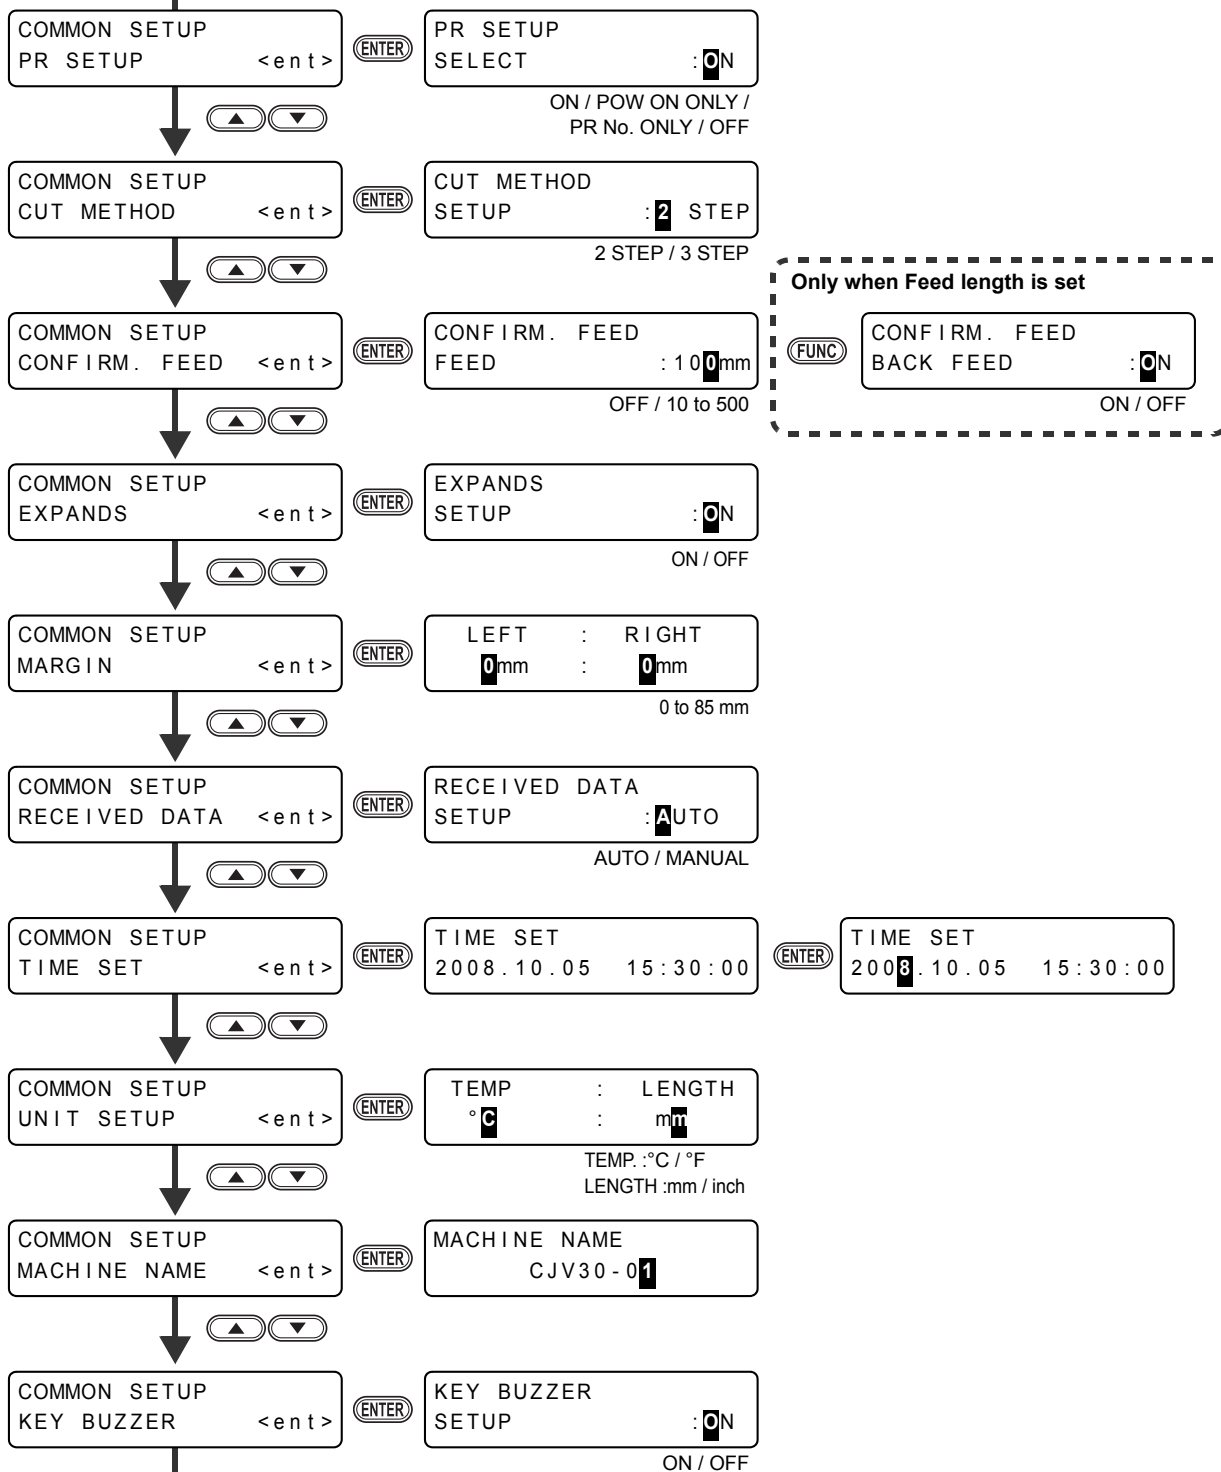 COMMON SETUP
PR SETUP <ent>
ENTER
PR SETUP
SELECT :ON
ON / POW ON ONLY /
PR No. ONLY / OFF
COMMON SETUP
CUT METHOD <ent>
ENTER
CUT METHOD
SETUP :2 STEP
2 STEP / 3 STEP
COMMON SETUP
CONFIRM. FEED <ent>
ENTER
CONFIRM. FEED
FEED :100mm
OFF / 10 to 500
Only when Feed length is set
FUNC
CONFIRM. FEED
BACK FEED :ON
ON / OFF
COMMON SETUP
EXPANDS <ent>
ENTER
EXPANDS
SETUP :ON
ON / OFF
COMMON SETUP
MARGIN <ent>
ENTER
LEFT : RIGHT
0mm : 0mm
0 to 85 mm
COMMON SETUP
RECEIVED DATA <ent>
ENTER
RECEIVED DATA
SETUP :AUTO
AUTO / MANUAL
COMMON SETUP
TIME SET <ent>
ENTER
TIME SET
2008.10.05 15:30:00
ENTER
TIME SET
2008.10.05 15:30:00
COMMON SETUP
UNIT SETUP <ent>
ENTER
TEMP : LENGTH
°C : mm
TEMP. :°C / °F
LENGTH :mm / inch
COMMON SETUP
MACHINE NAME <ent>
ENTER
MACHINE NAME
CJV30-01
COMMON SETUP
KEY BUZZER <ent>
ENTER
KEY BUZZER
SETUP :ON
ON / OFF